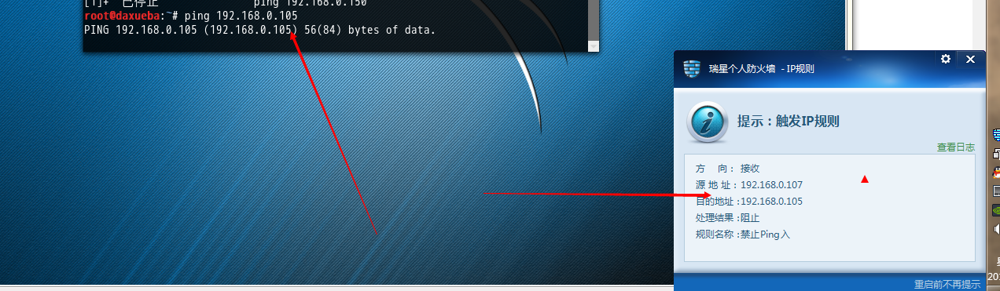 [1]+ 已停止 ping 192.168.0.150
root@daxueba:~# ping 192.168.0.105
PING 192.168.0.105 (192.168.0.105) 56(84) bytes of data.
瑞星个人防火墙 - IP规则
提示：触发IP规则
查看日志
方 向： 接收
源 地 址：192.168.0.107
目的地址：192.168.0.105
处理结果：阻止
规则名称：禁止Ping入
重启前不再提示